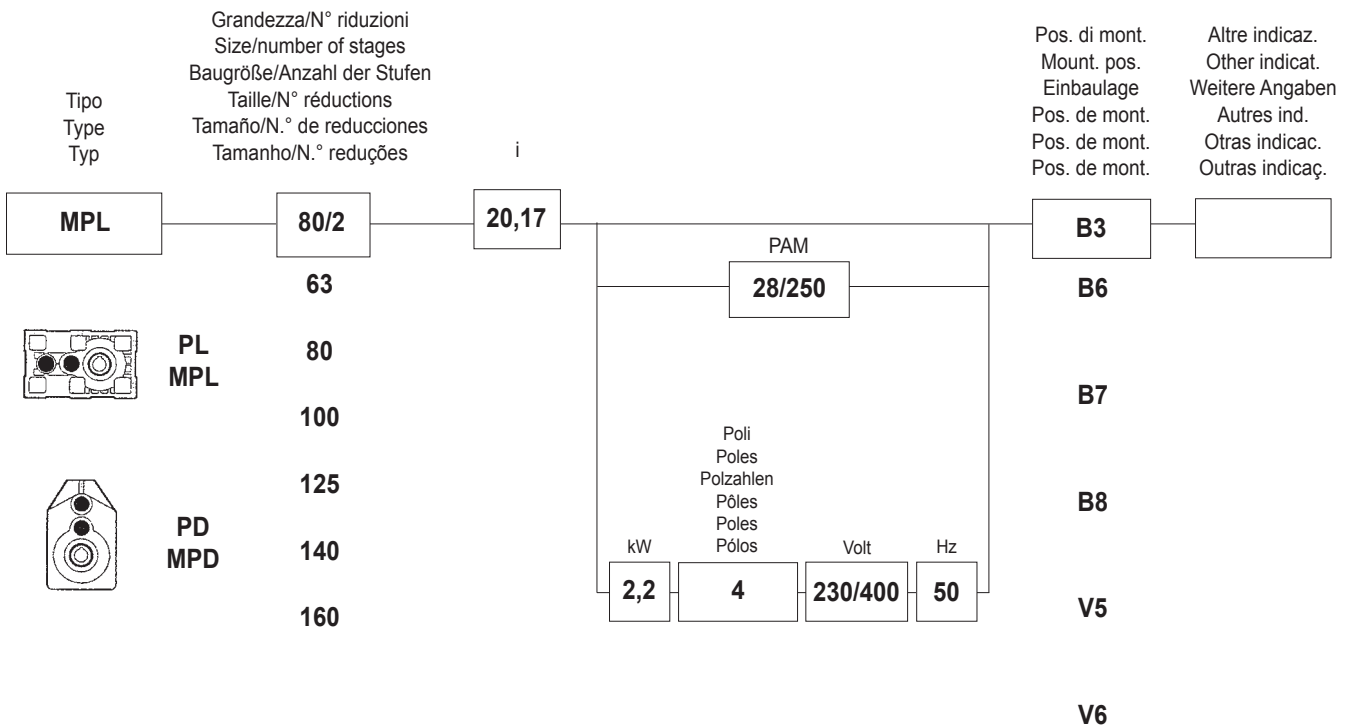 Grandezza/N° riduzioni
Size/number of stages
Baugröße/Anzahl der Stufen
Taille/N° réductions
Tamaño/N.° de reducciones
Tamanho/N.° reduções
Tipo
Type
Typ
i
Pos. di mont.
Mount. pos.
Einbaulage
Pos. de mont.
Pos. de mont.
Pos. de mont.
Altre indicaz.
Other indicat.
Weitere Angaben
Autres ind.
Otras indicac.
Outras indicaç.
MPL
80/2
20,17
B3
PAM
28/250
63
80
100
125
140
160
PL
MPL
PD
MPD
Poli
Poles
Polzahlen
Pôles
Poles
Pólos
kW
Volt
Hz
2,2
4
230/400
50
B6
B7
B8
V5
V6